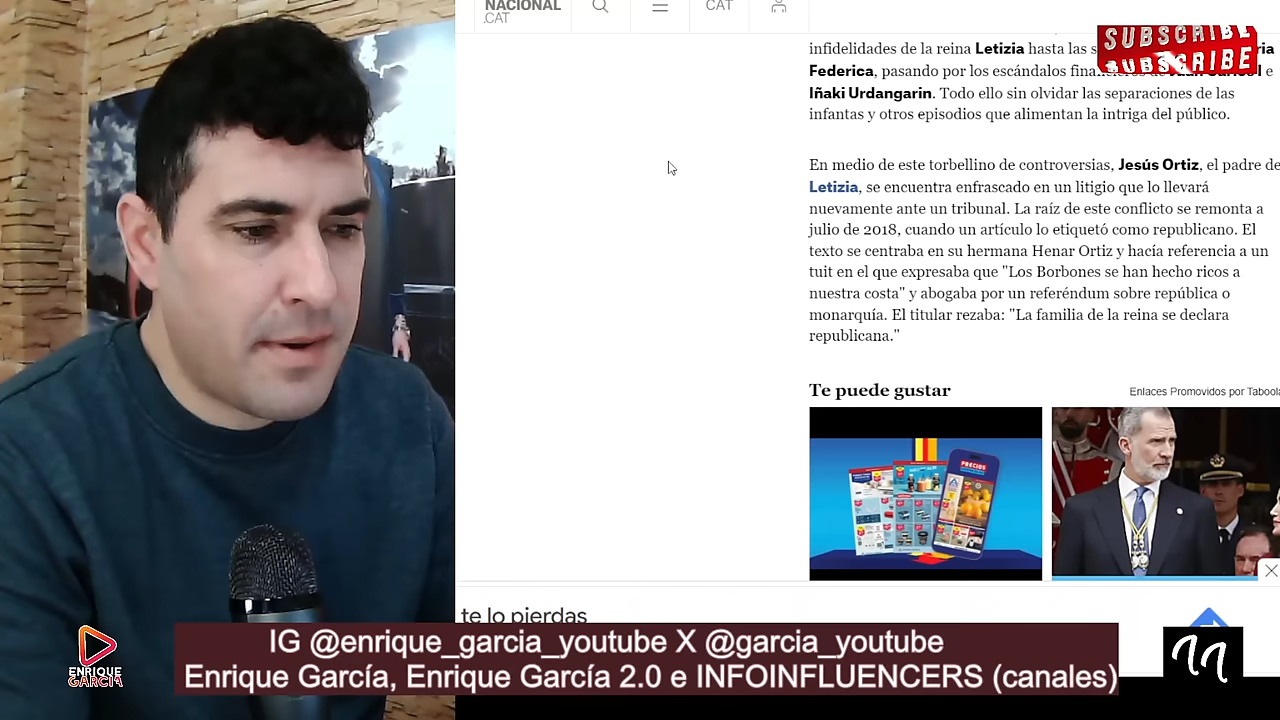 NACIONAL
.CAT
CAT
SUBSCRIBE
SUBSCRIBE
infidelidades de la reina Letizia hasta las
Federica, pasando por los escándalos e
Iñaki Urdangarin. Todo ello sin olvidar las separaciones de las
infantas y otros episodios que alimentan la intriga del público.
En medio de este torbellino de controversias, Jesús Ortiz, el padre de
Letizia, se encuentra enfrascado en un litigio que lo llevará
nuevamente ante un tribunal. La raíz de este conflicto se remonta a
julio de 2018, cuando un artículo lo etiquetó como republicano. El
texto se centraba en su hermana Henar Ortiz y hacía referencia a un
tuit en el que expresaba que "Los Borbones se han hecho ricos a
nuestra costa" y abogaba por un referéndum sobre república o
monarquía. El titular rezaba: "La familia de la reina se declara
republicana."
Te puede gustar
Enlaces Promovidos por Taboola
PRECIOS
te lo pierdas
IG @enrique_garcia_youtube X @garcia_youtube
Enrique García, Enrique García 2.0 e INFOINFLUENCERS (canales)
ENRIQUE
GARCÍA